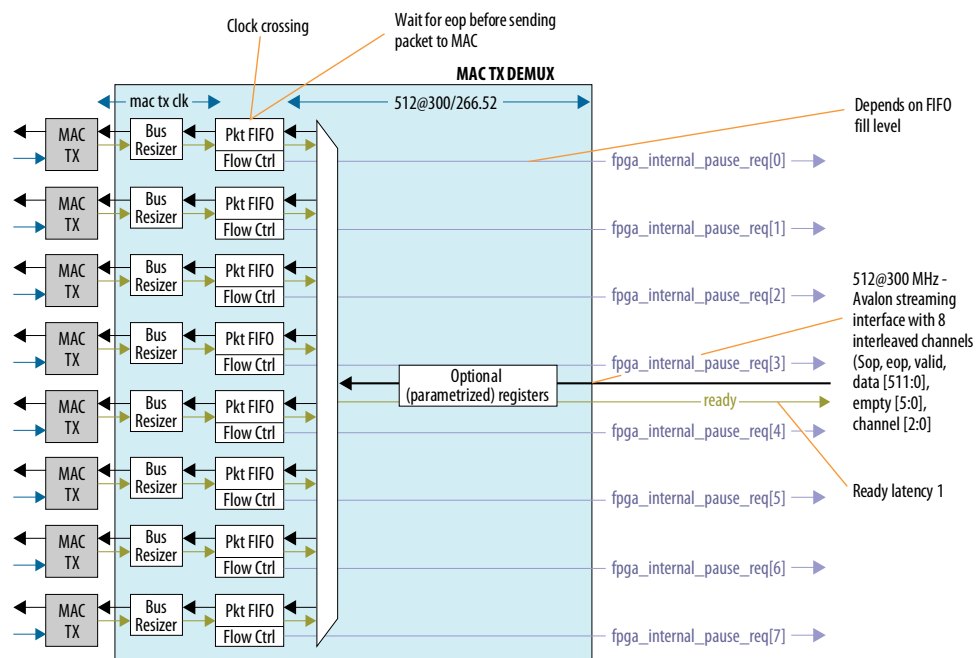 Clock crossing
Wait for eop before sending
packet to MAC
MAC TX DEMUX
mac tx clk
512@300/266.52
Depends on FIFO
fill level
MAC
TX
Bus
Resizer
Pkt FIFO
Flow Ctrl
fpga_internal_pause_req[0]
MAC
TX
Bus
Resizer
Pkt FIFO
Flow Ctrl
fpga_internal_pause_req[1]
MAC
TX
Bus
Resizer
Pkt FIFO
Flow Ctrl
fpga_internal_pause_req[2]
MAC
TX
Bus
Resizer
Pkt FIFO
Flow Ctrl
fpga_internal_pause_req[3]
512@300 MHz -
Avalon streaming
interface with 8
interleaved channels
(Sop, eop, valid,
data [511:0],
empty [5:0],
channel [2:0]
Optional
(parametrized) registers
ready
MAC
TX
Bus
Resizer
Pkt FIFO
Flow Ctrl
fpga_internal_pause_req[4]
MAC
TX
Bus
Resizer
Pkt FIFO
Flow Ctrl
fpga_internal_pause_req[5]
Ready latency 1
MAC
TX
Bus
Resizer
Pkt FIFO
Flow Ctrl
fpga_internal_pause_req[6]
MAC
TX
Bus
Resizer
Pkt FIFO
Flow Ctrl
fpga_internal_pause_req[7]